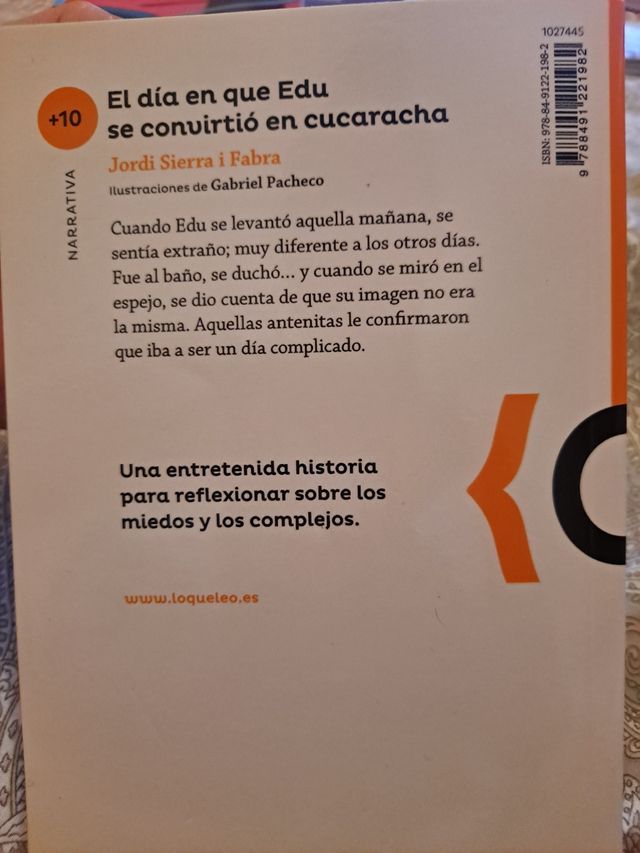 1027445
ISBN: 978-84-9122-198-2
9 788491 221982
+10
El día en que Edu
se convirtió en cucaracha
Jordi Sierra i Fabra
Ilustraciones de Gabriel Pacheco
NARRATIVA
Cuando Edu se levantó aquella mañana, se
sentía extraño; muy diferente a los otros días.
Fue al baño, se duchó... y cuando se miró en el
espejo, se dio cuenta de que su imagen no era
la misma. Aquellas antenitas le confirmaron
que iba a ser un día complicado.
Una entretenida historia
para reflexionar sobre los
miedos y los complejos.
www.loqueleo.es